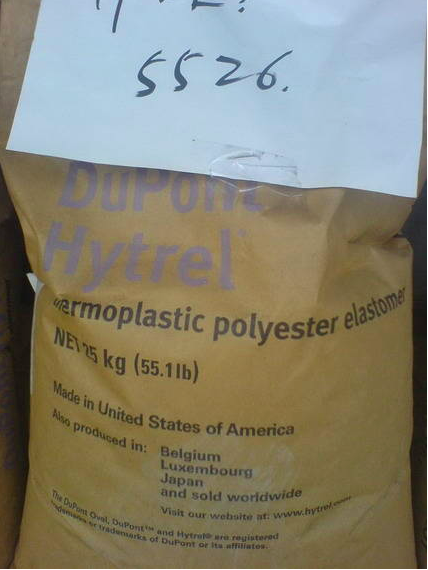 5526.
DuPont
Hytrel
thermoplastic polyester elastomer
NET 25 kg (55.1lb)
Made in United States of America
Also produced in:
Belgium
Luxembourg
Japan
and sold worldwide
Visit our website at: www.hytrel.com
The DuPont Oval, DuPont™ and Hytrel® are registered
trademarks or trademarks of DuPont or its affiliates.